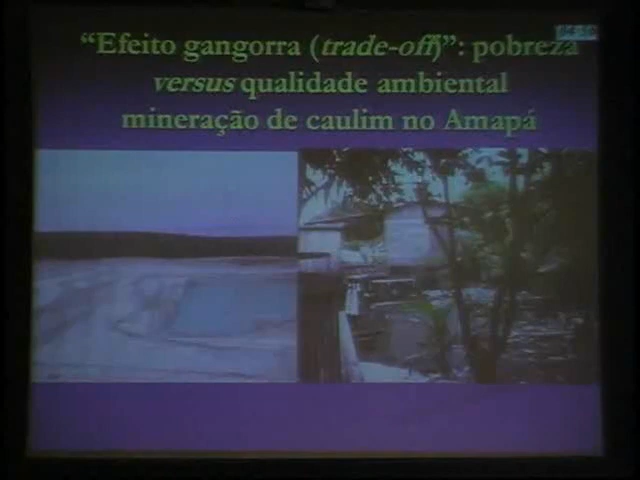 “Efeito gangorra (trade-off)”: pobreza
versus qualidade ambiental
mineração de caulim no Amapá